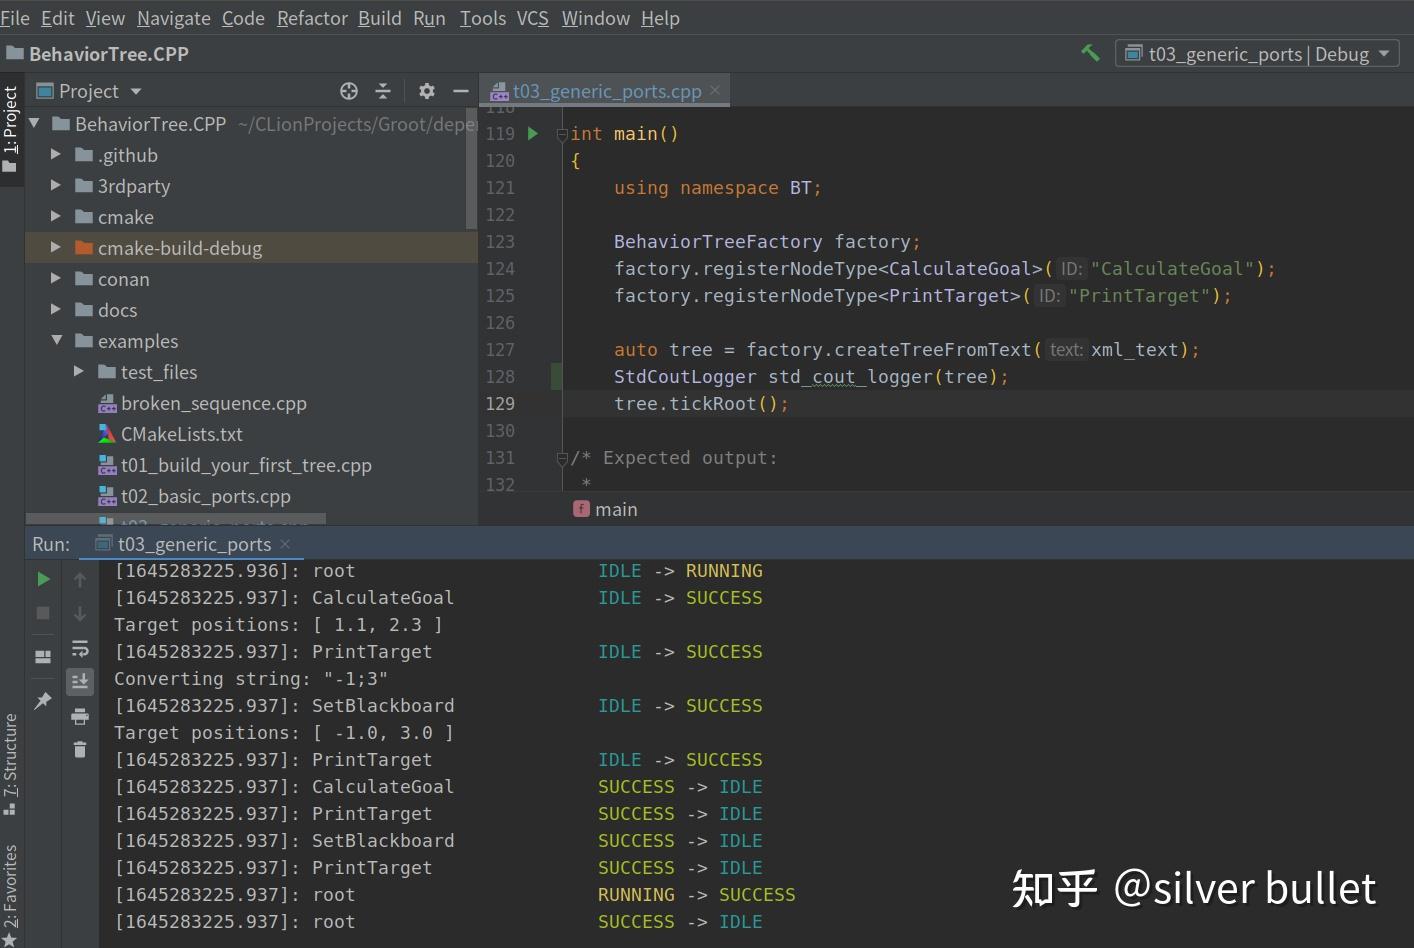 File Edit View Navigate Code Refactor Build Run Tools VCS Window Help
BehaviorTree.CPP
t03_generic_ports | Debug
1: Project
Project
BehaviorTree.CPP ~/CLionProjects/Groot/depe
.github
3rdparty
cmake
cmake-build-debug
conan
docs
examples
test_files
broken_sequence.cpp
CMakeLists.txt
t01_build_your_first_tree.cpp
t02_basic_ports.cpp
t03_generic_ports.cpp
118
119 int main()
120 {
121 using namespace BT;
122
123 BehaviorTreeFactory factory;
124 factory.registerNodeType<CalculateGoal>( ID: "CalculateGoal");
125 factory.registerNodeType<PrintTarget>( ID: "PrintTarget");
126
127 auto tree = factory.createTreeFromText( text: xml_text);
128 StdCoutLogger std_cout_logger(tree);
129 tree.tickRoot();
130
131 /* Expected output:
132 *
f main
Run: t03_generic_ports
[1645283225.936]: root IDLE -> RUNNING
[1645283225.937]: CalculateGoal IDLE -> SUCCESS
Target positions: [ 1.1, 2.3 ]
[1645283225.937]: PrintTarget IDLE -> SUCCESS
Converting string: "-1;3"
[1645283225.937]: SetBlackboard IDLE -> SUCCESS
Target positions: [ -1.0, 3.0 ]
[1645283225.937]: PrintTarget IDLE -> SUCCESS
[1645283225.937]: CalculateGoal SUCCESS -> IDLE
[1645283225.937]: PrintTarget SUCCESS -> IDLE
[1645283225.937]: SetBlackboard SUCCESS -> IDLE
[1645283225.937]: PrintTarget SUCCESS -> IDLE
[1645283225.937]: root RUNNING -> SUCCESS
[1645283225.937]: root SUCCESS -> IDLE
7: Structure
2: Favorites
知乎 @silver bullet